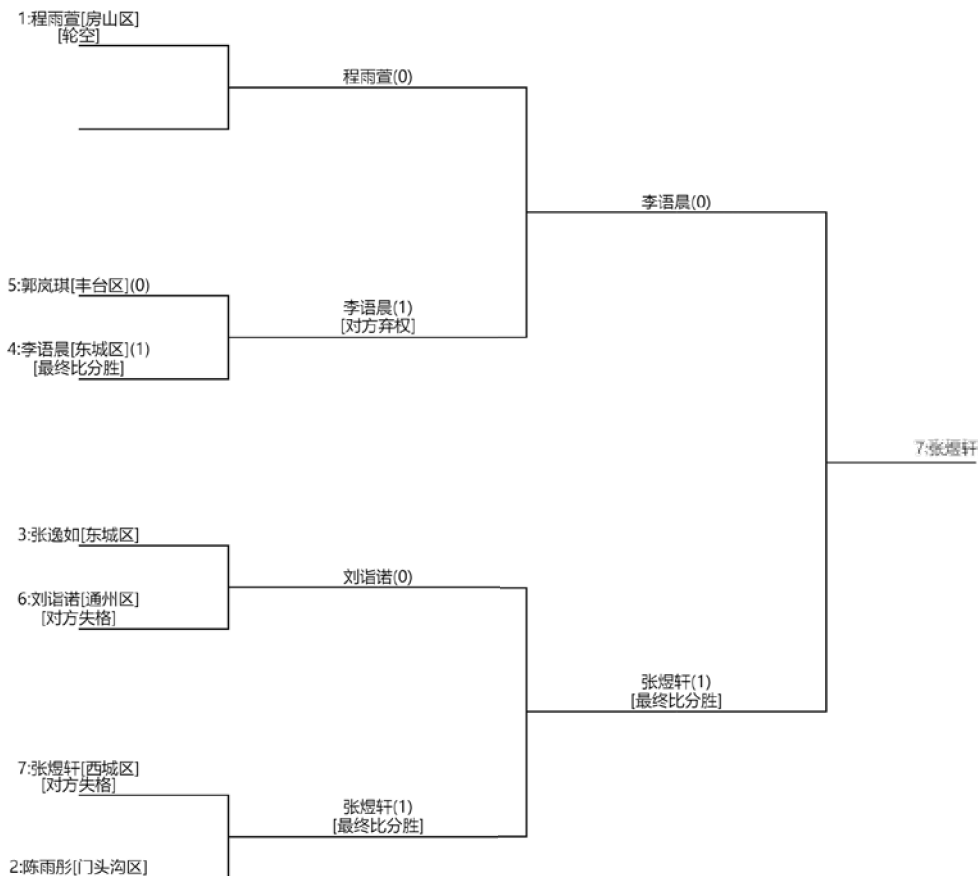 1:程雨萱[房山区]
[轮空]
程雨萱(0)
李语晨(0)
5:郭岚琪[丰台区](0)
李语晨(1)
[对方弃权]
4:李语晨[东城区](1)
[最终比分胜]
7:张煜轩
3:张逸如[东城区]
刘诣诺(0)
6:刘诣诺[通州区]
[对方失格]
张煜轩(1)
[最终比分胜]
7:张煜轩[西城区]
[对方失格]
张煜轩(1)
[最终比分胜]
2:陈雨彤[门头沟区]